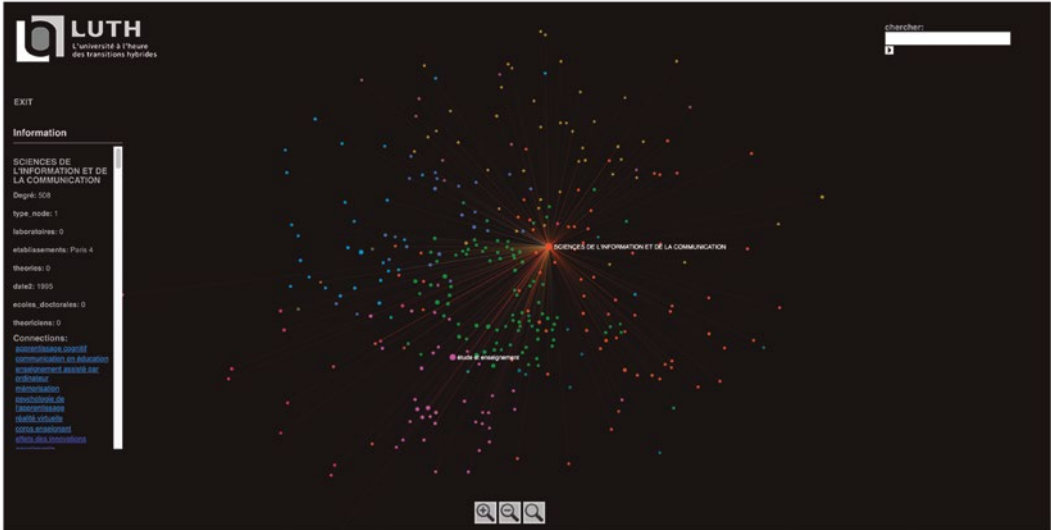 LUTH
L'université à l'heure
des transitions hybrides
chercher:
EXIT
Information
SCIENCES DE
L'INFORMATION ET DE
LA COMMUNICATION
Degré: 508
type_node: 1
laboratoires: 0
etablissements: Paris 4
theories: 0
date2: 1995
ecoles_doctorales: 0
theoriciens: 0
Connections:
apprentissage cognitif
communication en éducation
enseignement assisté par
ordinateur
mémorisation
psychologie de
l'apprentissage
réalité virtuelle
corps enseignant
effets des innovations
SCIENCES DE L'INFORMATION ET DE LA COMMUNICATION
étude et enseignement